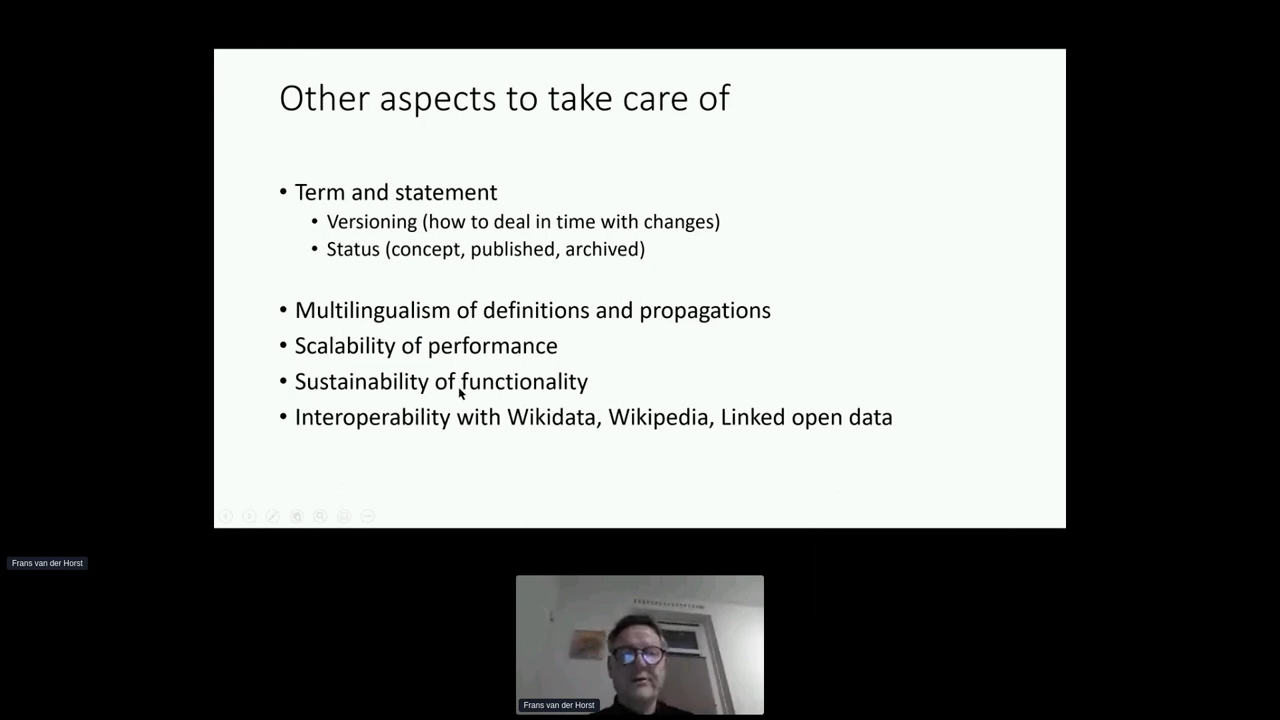 Other aspects to take care of
• Term and statement
• Versioning (how to deal in time with changes)
• Status (concept, published, archived)
• Multilingualism of definitions and propagations
• Scalability of performance
• Sustainability of functionality
• Interoperability with Wikidata, Wikipedia, Linked open data
Frans van der Horst
Frans van der Horst